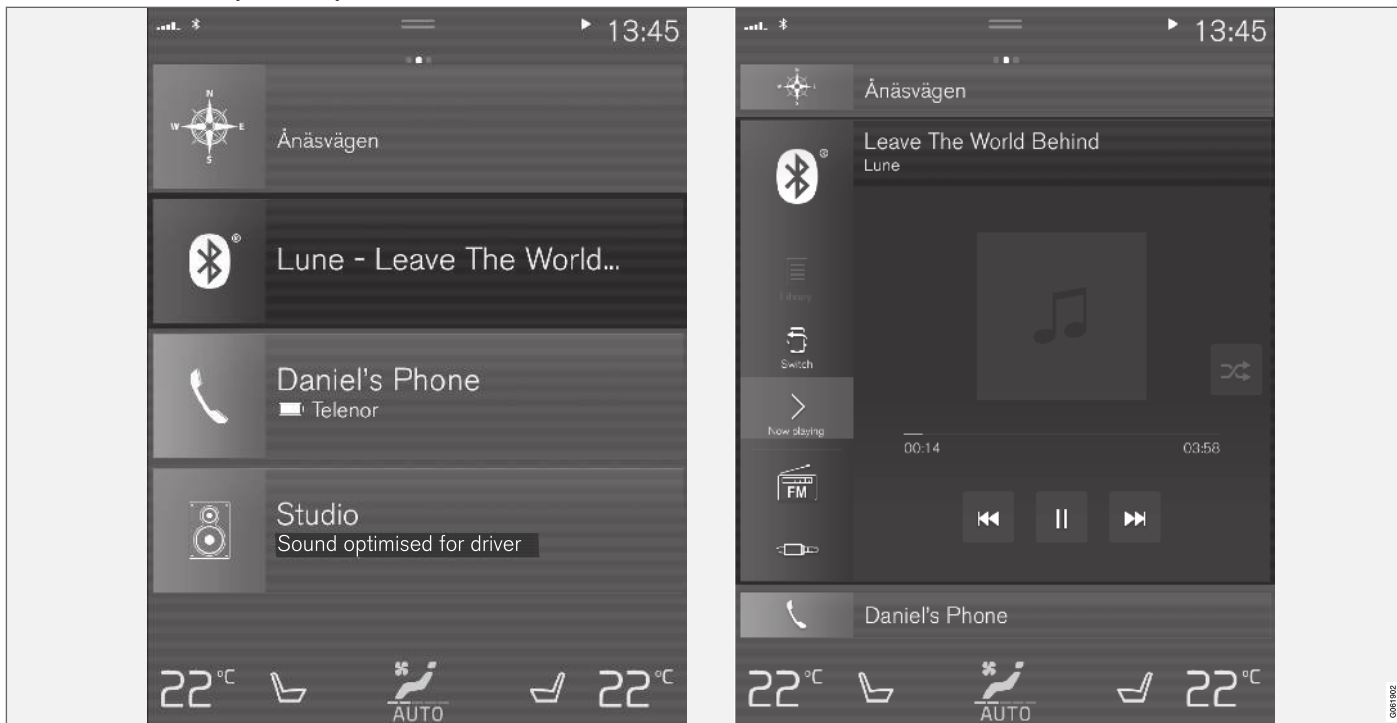 13:45
N
W
E
S
Ånäsvägen
®
Lune - Leave The World...
Daniel's Phone
Telenor
Studio
Sound optimised for driver
22°C
AUTO
22°C
13:45
Ånäsvägen
®
Leave The World Behind
Lune
Library
Switch
Now playing
00:14
03:58
FM
Daniel's Phone
22°C
AUTO
22°C
G061902